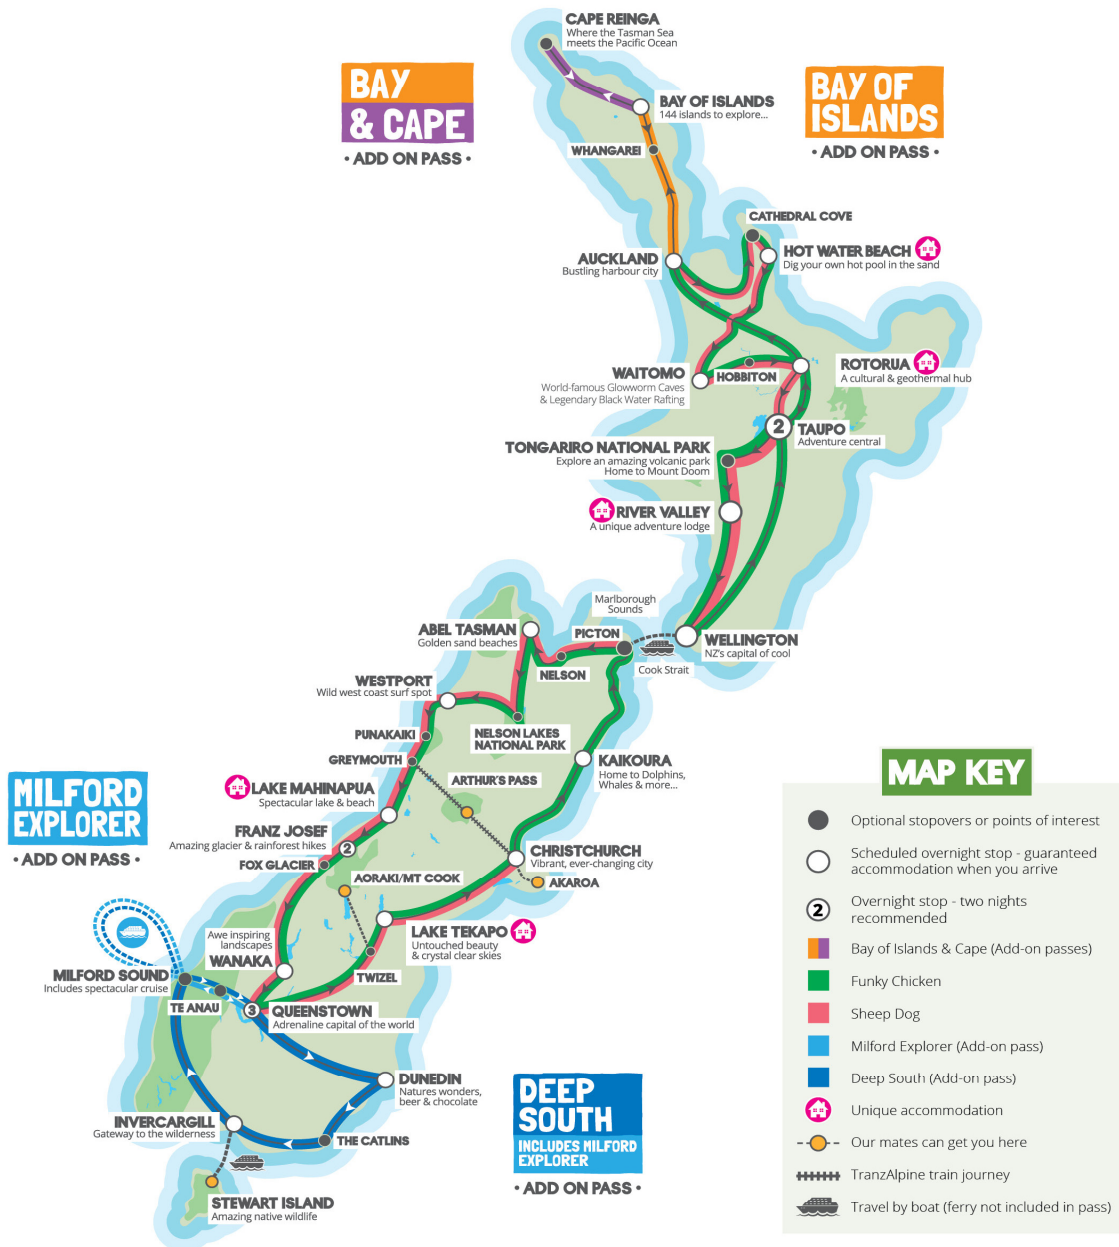 CAPE REINGA
Where the Tasman Sea
meets the Pacific Ocean
BAY
& CAPE
• ADD ON PASS •
BAY OF
ISLANDS
• ADD ON PASS •
BAY OF ISLANDS
144 islands to explore...
WHANGAREI
CATHEDRAL COVE
HOT WATER BEACH
Dig your own hot pool in the sand
AUCKLAND
Bustling harbour city
WAITOMO
World-famous Glowworm Caves
& Legendary Black Water Rafting
HOBBITON
ROTORUA
A cultural & geothermal hub
2
TAUPO
Adventure central
TONGARIRO NATIONAL PARK
Explore an amazing volcanic park
Home to Mount Doom
RIVER VALLEY
A unique adventure lodge
Marlborough
Sounds
ABEL TASMAN
Golden sand beaches
PICTON
WELLINGTON
NZ's capital of cool
NELSON
Cook Strait
WESTPORT
Wild west coast surf spot
PUNAKAIKI
NELSON LAKES
NATIONAL PARK
GREYMOUTH
KAIKOURA
Home to Dolphins,
Whales & more...
ARTHUR'S PASS
LAKE MAHINAPUA
Spectacular lake & beach
MILFORD
EXPLORER
• ADD ON PASS •
FRANZ JOSEF
Amazing glacier & rainforest hikes
2
FOX GLACIER
CHRISTCHURCH
Vibrant, ever-changing city
AORAKI/MT COOK
AKAROA
LAKE TEKAPO
Untouched beauty
& crystal clear skies
Awe inspiring
landscapes
WANAKA
TWIZEL
MILFORD SOUND
Includes spectacular cruise
TE ANAU
3
QUEENSTOWN
Adrenaline capital of the world
DUNEDIN
Natures wonders,
beer & chocolate
INVERCARGILL
Gateway to the wilderness
THE CATLINS
STEWART ISLAND
Amazing native wildlife
DEEP
SOUTH
INCLUDES MILFORD
EXPLORER
• ADD ON PASS •
MAP KEY
Optional stopovers or points of interest
Scheduled overnight stop - guaranteed
accommodation when you arrive
2
Overnight stop - two nights
recommended
Bay of Islands & Cape (Add-on passes)
Funky Chicken
Sheep Dog
Milford Explorer (Add-on pass)
Deep South (Add-on pass)
Unique accommodation
Our mates can get you here
TranzAlpine train journey
Travel by boat (ferry not included in pass)